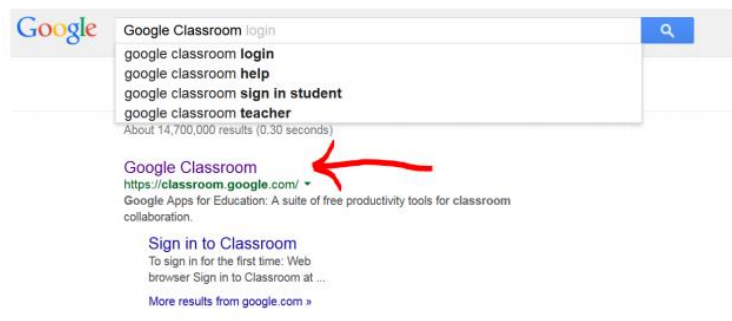 Google
Google Classroom login
google classroom login
google classroom help
google classroom sign in student
google classroom teacher
About 14,700,000 results (0.30 seconds)
Google Classroom
https://classroom.google.com/
Google Apps for Education: A suite of free productivity tools for classroom
collaboration.
Sign in to Classroom
To sign in for the first time: Web
browser Sign in to Classroom at ...
More results from google.com »